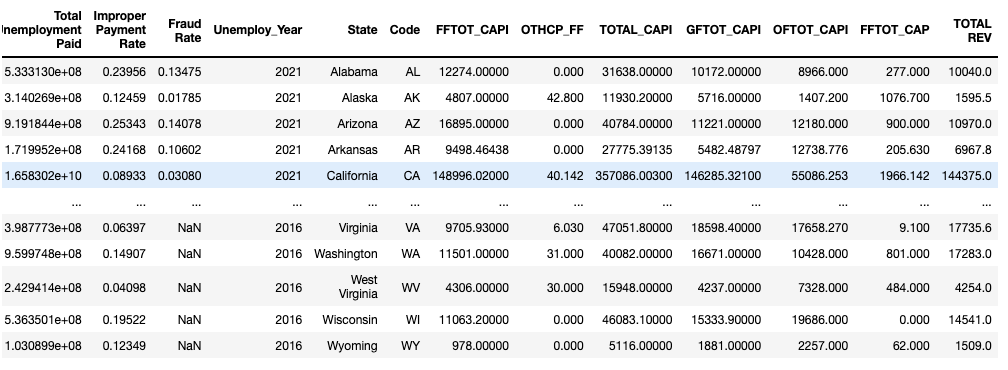 Total Improper Fraud TOTAL
Unemployment Payment Rate Unemploy_Year State Code FFTOT_CAPI OTHCP_FF TOTAL_CAPI GFTOT_CAPI OFTOT_CAPI FFTOT_CAP REV
Paid Rate
5.333130e+08 0.23956 0.13475 2021 Alabama AL 12274.00000 0.000 31638.00000 10172.00000 8966.000 277.000 10040.0
3.140269e+08 0.12459 0.01785 2021 Alaska AK 4807.00000 42.800 11930.20000 5716.00000 1407.200 1076.700 1595.5
9.191844e+08 0.25343 0.14078 2021 Arizona AZ 16895.00000 0.000 40784.00000 11221.00000 12180.000 900.000 10970.0
1.719952e+08 0.24168 0.10602 2021 Arkansas AR 9498.46438 0.000 27775.39135 5482.48797 12738.776 205.630 6967.8
1.658302e+10 0.08933 0.03080 2021 California CA 148996.02000 40.142 357086.00300 146285.32100 55086.253 1966.142 144375.0
... ... ... ... ... ... ... ... ... ... ... ... ...
3.987773e+08 0.06397 NaN 2016 Virginia VA 9705.93000 6.030 47051.80000 18598.40000 17658.270 9.100 17735.6
9.599748e+08 0.14907 NaN 2016 Washington WA 11501.00000 31.000 40082.00000 16671.00000 10428.000 801.000 17283.0
2.429414e+08 0.04098 NaN 2016 West Virginia WV 4306.00000 30.000 15948.00000 4237.00000 7328.000 484.000 4254.0
5.363501e+08 0.19522 NaN 2016 Wisconsin WI 11063.20000 0.000 46083.10000 15333.90000 19686.000 0.000 14541.0
1.030899e+08 0.12349 NaN 2016 Wyoming WY 978.00000 0.000 5116.00000 1881.00000 2257.000 62.000 1509.0